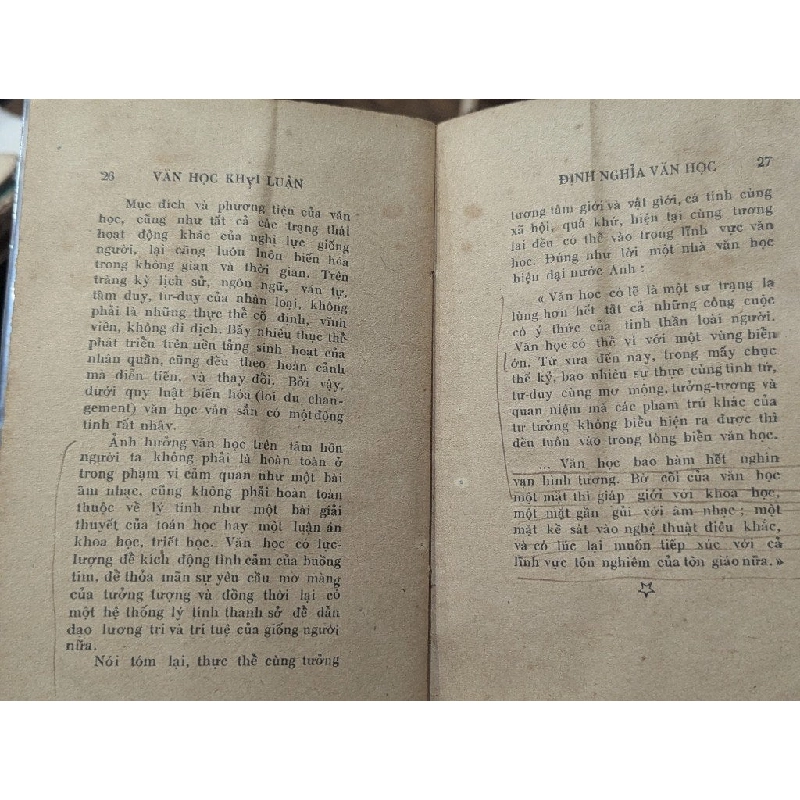 26 VĂN HỌC KHÁI LUẬN
Mục đích và phương tiện của văn
học, cũng như tất cả các trạng thái
hoạt động khác của nghị lực giống
người, lại cũng luôn luôn biến hóa
trong không gian và thời gian. Trên
tràng kỳ lịch sử, ngôn ngữ, văn tự,
tâm duy, tư-duy của nhân loại, không
phải là những thực thể cố định, vĩnh
viễn, không di dịch. Bấy nhiêu thực thể
phát triển trên nền tảng sinh hoạt của
nhân quần, cũng đều theo hoàn cảnh
mà diễn tiến, và thay đổi. Bởi vậy,
dưới quy luật biến hóa (loi du chan-
gement) văn học vẫn sẵn có một động
tính rất nhậy.
Ảnh hưởng văn học trên tâm hồn
người ta không phải là hoàn toàn ở
trong phạm vi cảm quan như một bài
âm nhạc, cũng không phải hoàn toàn
thuộc về lý tính như một bài giải
thuyết của toán học hay một luận án
khoa học, triết học. Văn học có lực-
lượng để kích động tình cảm của buồng
tim, để thỏa mãn sự yêu cầu mơ màng
của tưởng tượng và đồng thời lại có
một hệ thống lý tính thanh sở để dẫn
dạo lương tri và trí tuệ của giống người
nữa.
Nói tóm lại, thực thể cùng tưởng
ĐỊNH NGHĨA VĂN HỌC 27
tượng tâm giới và vật giới, cá tính cùng
xã hội, quá khứ, hiện tại cùng tương
lai đều có thể vào trong lĩnh vực văn
học. Đúng như lời một nhà văn học
hiện đại nước Anh :
« Văn học có lẽ là một sự trạng lạ
lùng hơn hết tất cả những công cuộc
có ý thức của tinh thần loài người.
Văn học có thể ví với một vùng biển
lớn. Từ xưa đến nay, trong mấy chục
thế kỷ, bao nhiêu sự thực cùng tình tứ,
tư-duy cùng mơ mòng, tưởng-tượng và
quan niệm mà các phạm trù khác của
tư tưởng không biểu hiện ra được thì
đều tuôn vào trong lòng biển văn học.
... Văn học bao hàm hết nghìn
vạn hình tượng. Bờ cõi của văn học
một mặt thì giáp giới với khoa học,
một mặt gần gũi với âm nhạc ; một
mặt kề sát vào nghệ thuật điêu khắc,
và có lúc lại muốn tiếp xúc với cả
lĩnh vực tôn nghiêm của tôn giáo nữa. »